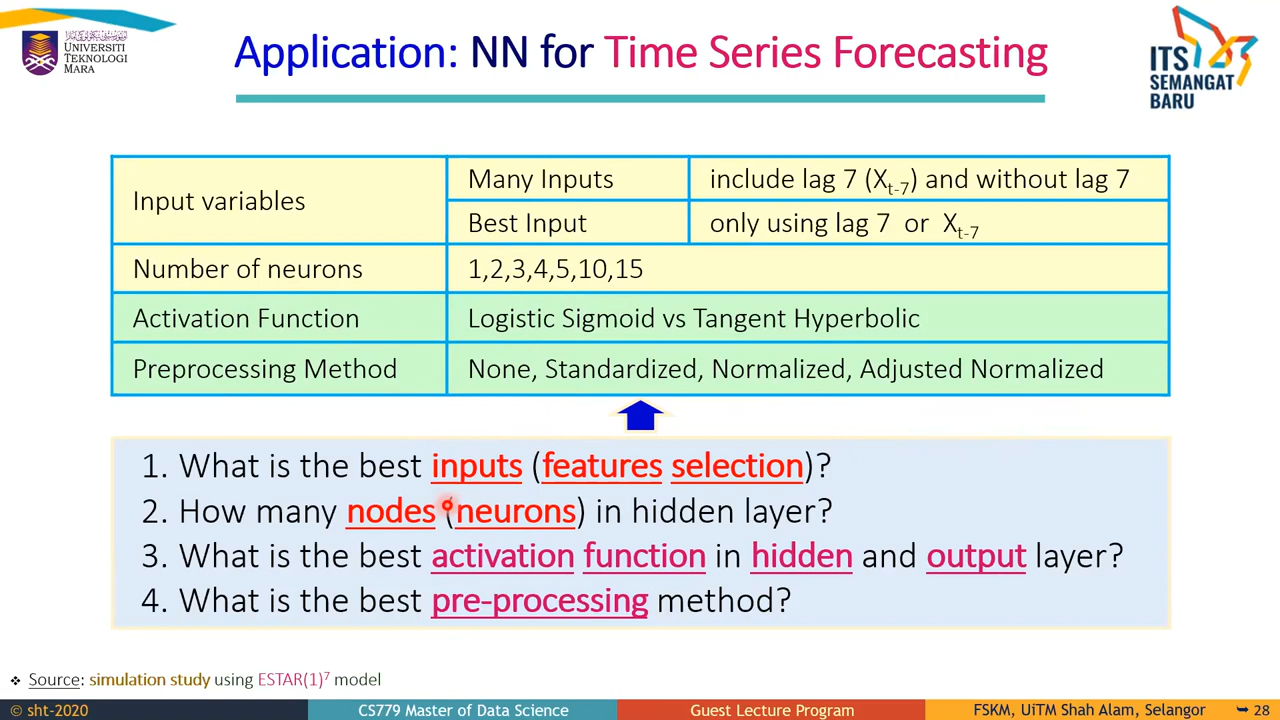 UNIVERSITI
TEKNOLOGI
MARA
Application: NN for Time Series Forecasting
ITS
SEMANGAT
BARU
Input variables
Many Inputs
include lag 7 (Xt-7) and without lag 7
Best Input
only using lag 7 or Xt-7
Number of neurons
1,2,3,4,5,10,15
Activation Function
Logistic Sigmoid vs Tangent Hyperbolic
Preprocessing Method
None, Standardized, Normalized, Adjusted Normalized
1. What is the best inputs (features selection)?
2. How many nodes (neurons) in hidden layer?
3. What is the best activation function in hidden and output layer?
4. What is the best pre-processing method?
❖ Source: simulation study using ESTAR(1)⁷ model
© sht-2020
CS779 Master of Data Science
Guest Lecture Program
FSKM, UiTM Shah Alam, Selangor
28